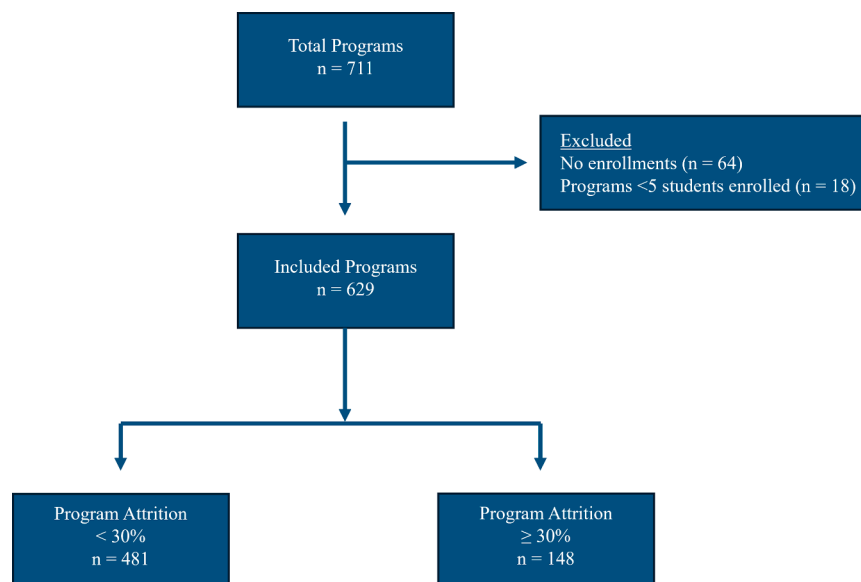 Total Programs
n = 711
Excluded
No enrollments (n = 64)
Programs <5 students enrolled (n = 18)
Included Programs
n = 629
Program Attrition
< 30%
n = 481
Program Attrition
≥ 30%
n = 148